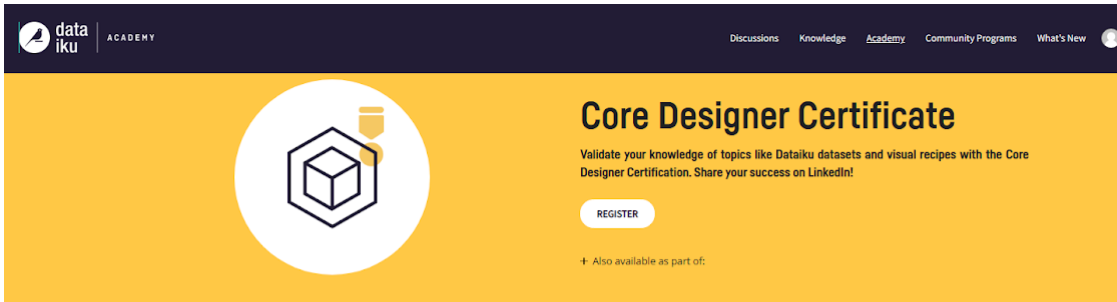 data
iku
ACADEMY
Discussions
Knowledge
Academy
Community Programs
What's New
Core Designer Certificate
Validate your knowledge of topics like Dataiku datasets and visual recipes with the Core
Designer Certification. Share your success on LinkedIn!
REGISTER
+ Also available as part of: